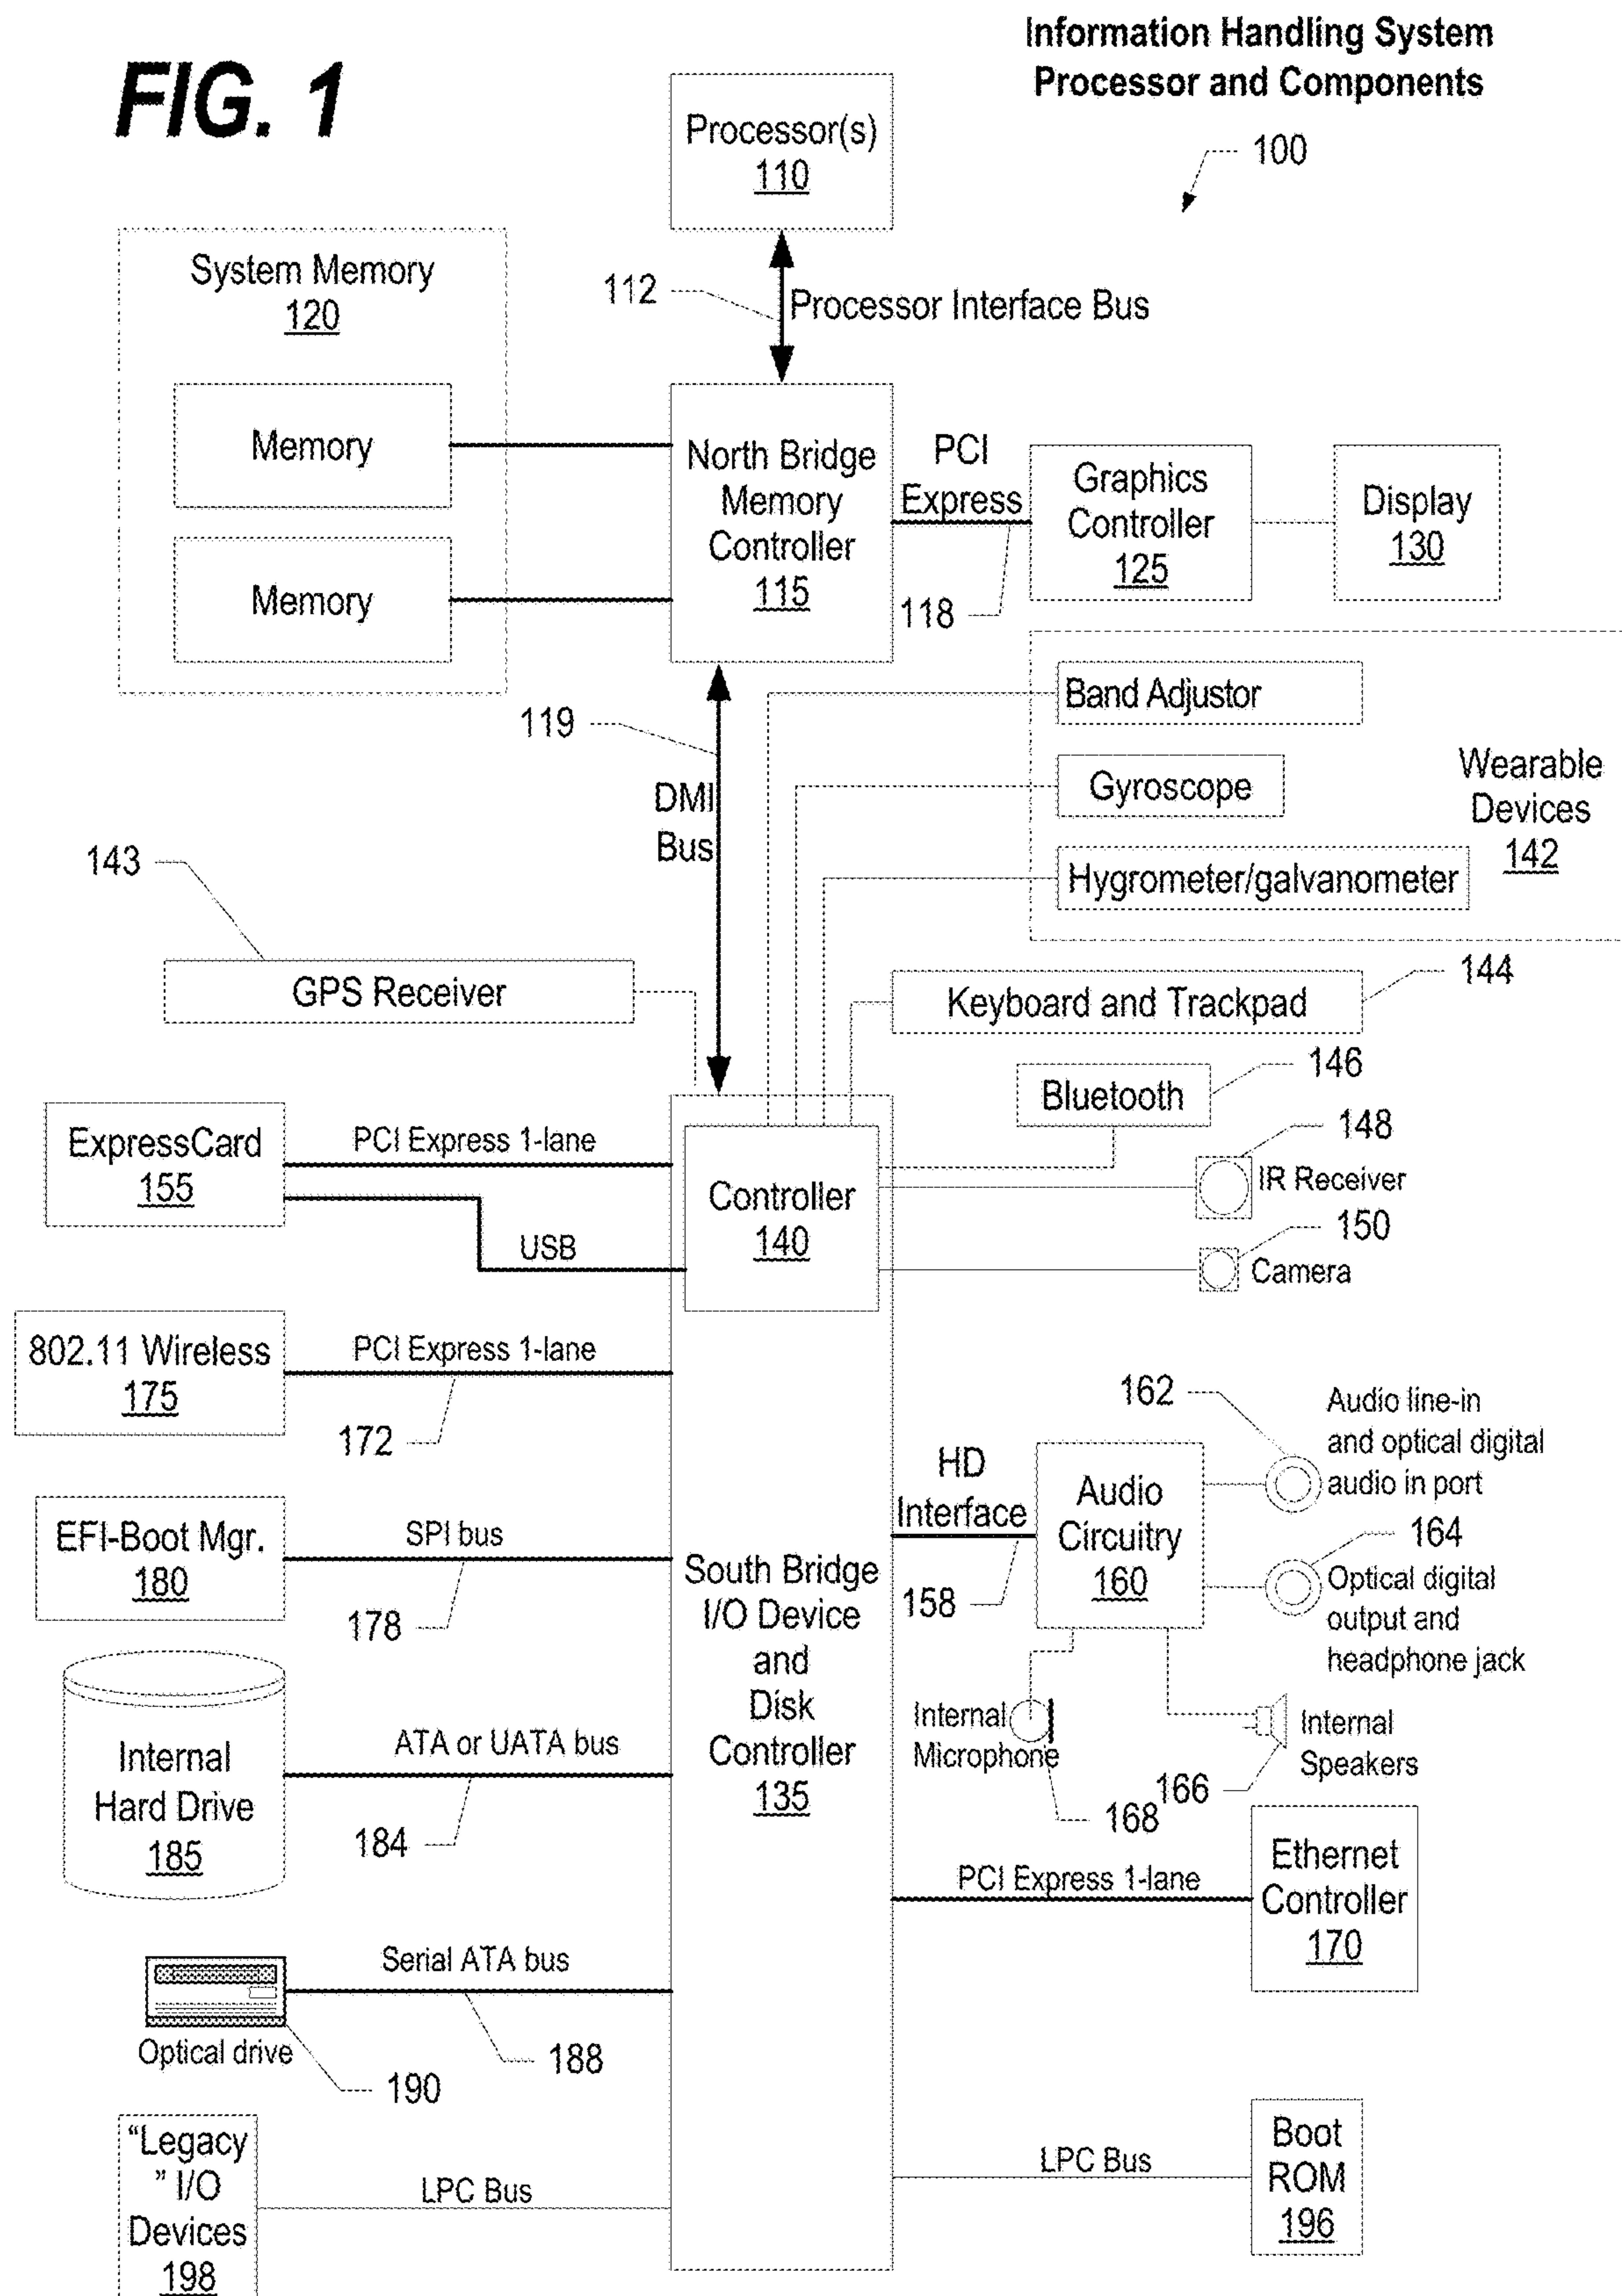 FIG. 1
Information Handling System
Processor and Components
100
Processor(s)
110
112
Processor Interface Bus
System Memory
120
Memory
Memory
North Bridge
Memory
Controller
115
PCI
Express
118
Graphics
Controller
125
Display
130
119
DMI
Bus
Band Adjustor
Gyroscope
Hygrometer/galvanometer
Wearable
Devices
142
143
GPS Receiver
Keyboard and Trackpad
144
Bluetooth
146
148
IR Receiver
150
Camera
ExpressCard
155
PCI Express 1-lane
USB
Controller
140
802.11 Wireless
175
PCI Express 1-lane
172
EFI-Boot Mgr.
180
SPI bus
178
Internal
Hard Drive
185
ATA or UATA bus
184
South Bridge
I/O Device
and
Disk
Controller
135
HD
Interface
158
Audio
Circuitry
160
162
Audio line-in
and optical digital
audio in port
164
Optical digital
output and
headphone jack
Internal
Microphone
168
166
Internal
Speakers
PCI Express 1-lane
Ethernet
Controller
170
Serial ATA bus
188
Optical drive
190
“Legacy
” I/O
Devices
198
LPC Bus
LPC Bus
Boot
ROM
196